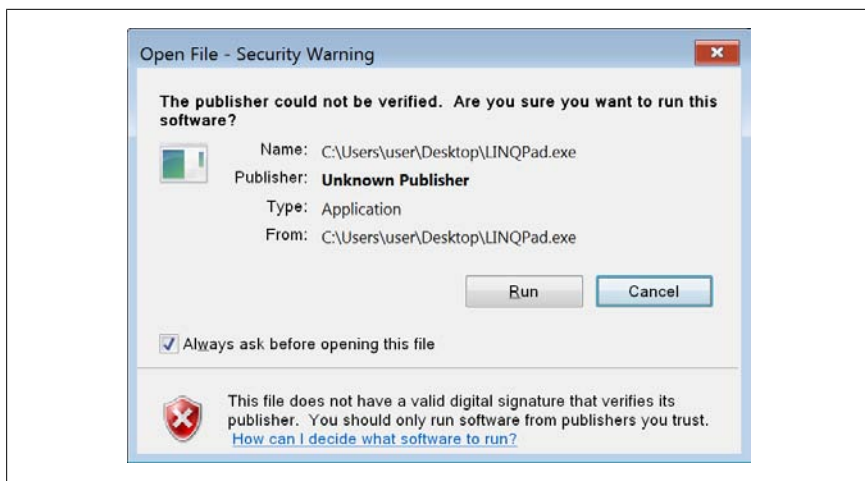 Open File - Security Warning
The publisher could not be verified. Are you sure you want to run this
software?
Name: C:\Users\user\Desktop\LINQPad.exe
Publisher: Unknown Publisher
Type: Application
From: C:\Users\user\Desktop\LINQPad.exe
Run Cancel
Always ask before opening this file
This file does not have a valid digital signature that verifies its
publisher. You should only run software from publishers you trust.
How can I decide what software to run?